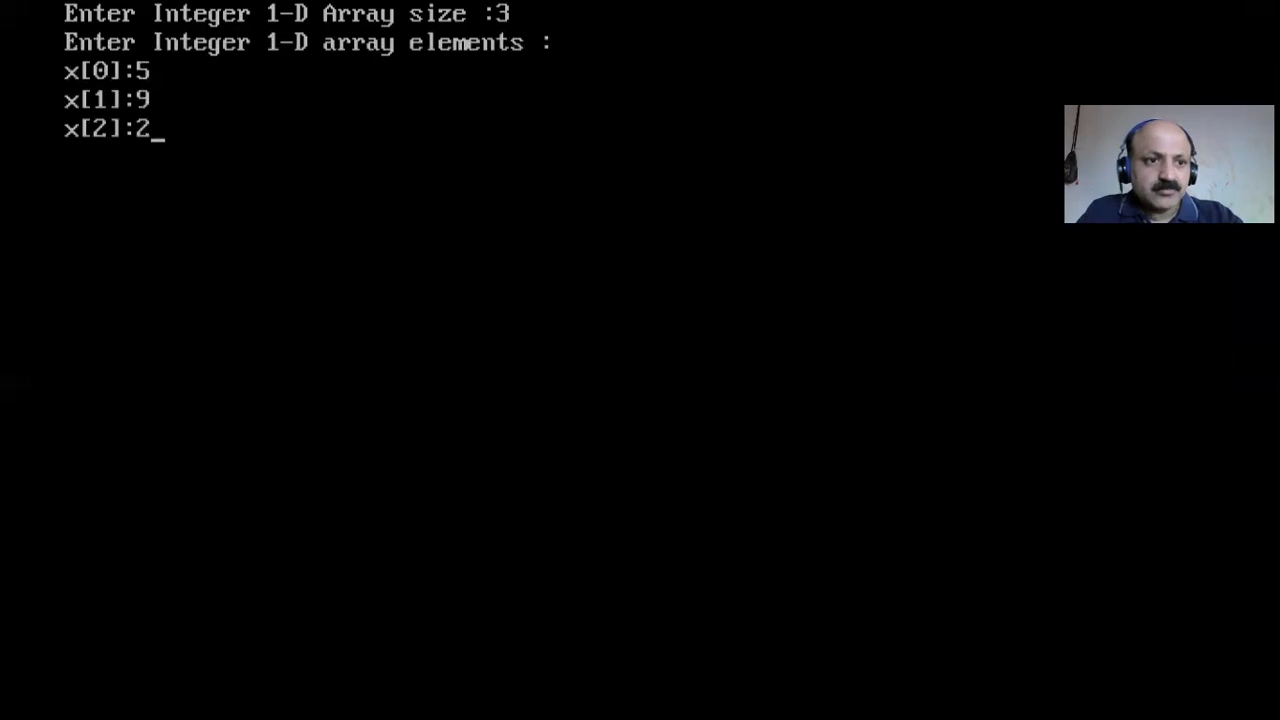 Enter Integer 1-D Array size :3
Enter Integer 1-D array elements :
x[0]:5
x[1]:9
x[2]:2_